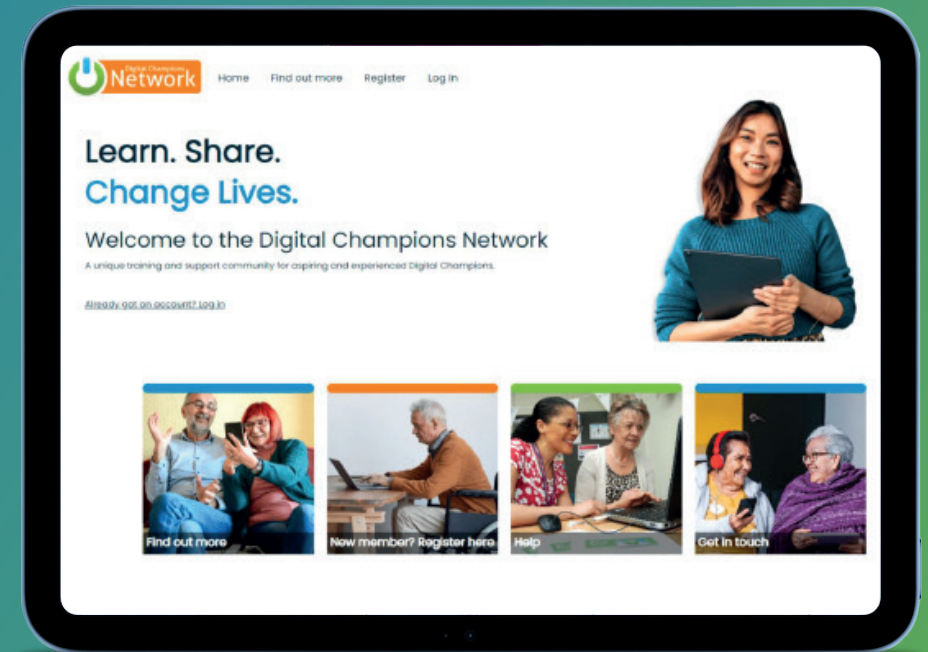 Digital Champions
Network
Home Find out more Register Log in
Learn. Share.
Change Lives.
Welcome to the Digital Champions Network
A unique training and support community for aspiring and experienced Digital Champions.
Already got an account? Log in
Find out more
New member? Register here
Help
Get in touch